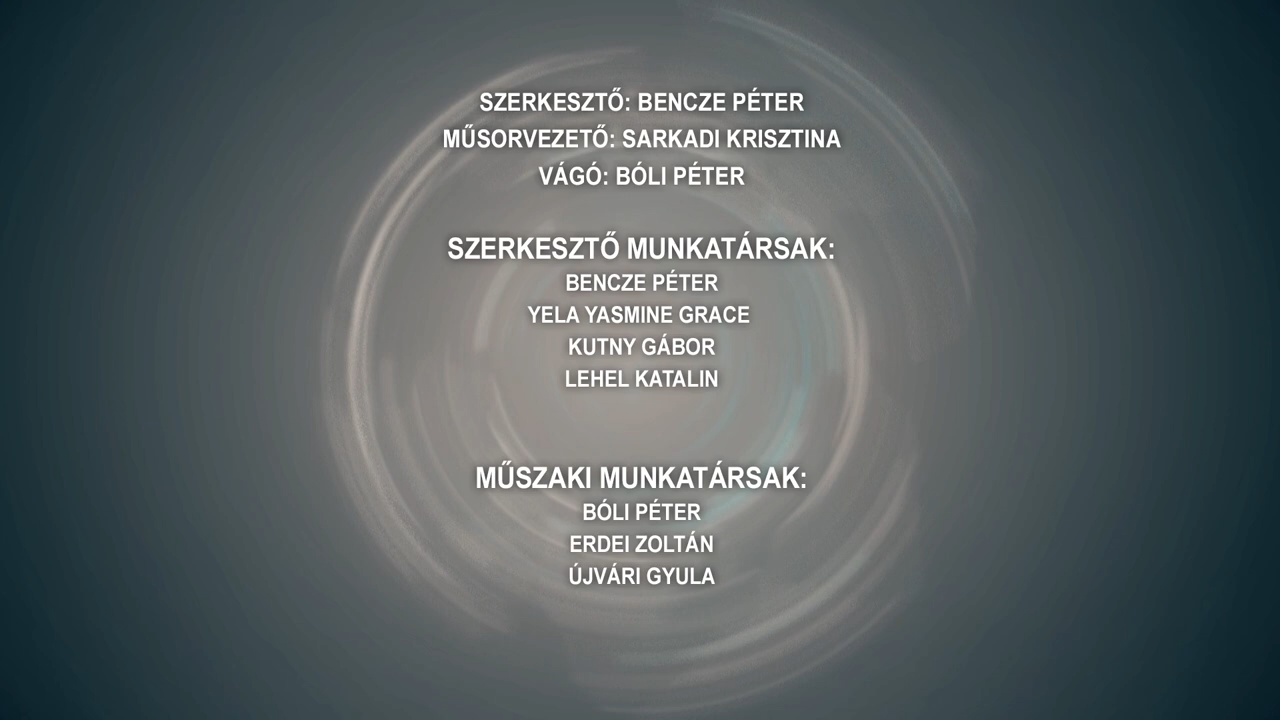 SZERKESZTŐ: BENCZE PÉTER
MŰSORVEZETŐ: SARKADI KRISZTINA
VÁGÓ: BÓLI PÉTER
SZERKESZTŐ MUNKATÁRSAK:
BENCZE PÉTER
YELA YASMINE GRACE
KUTNY GÁBOR
LEHEL KATALIN
MŰSZAKI MUNKATÁRSAK:
BÓLI PÉTER
ERDEI ZOLTÁN
ÚJVÁRI GYULA